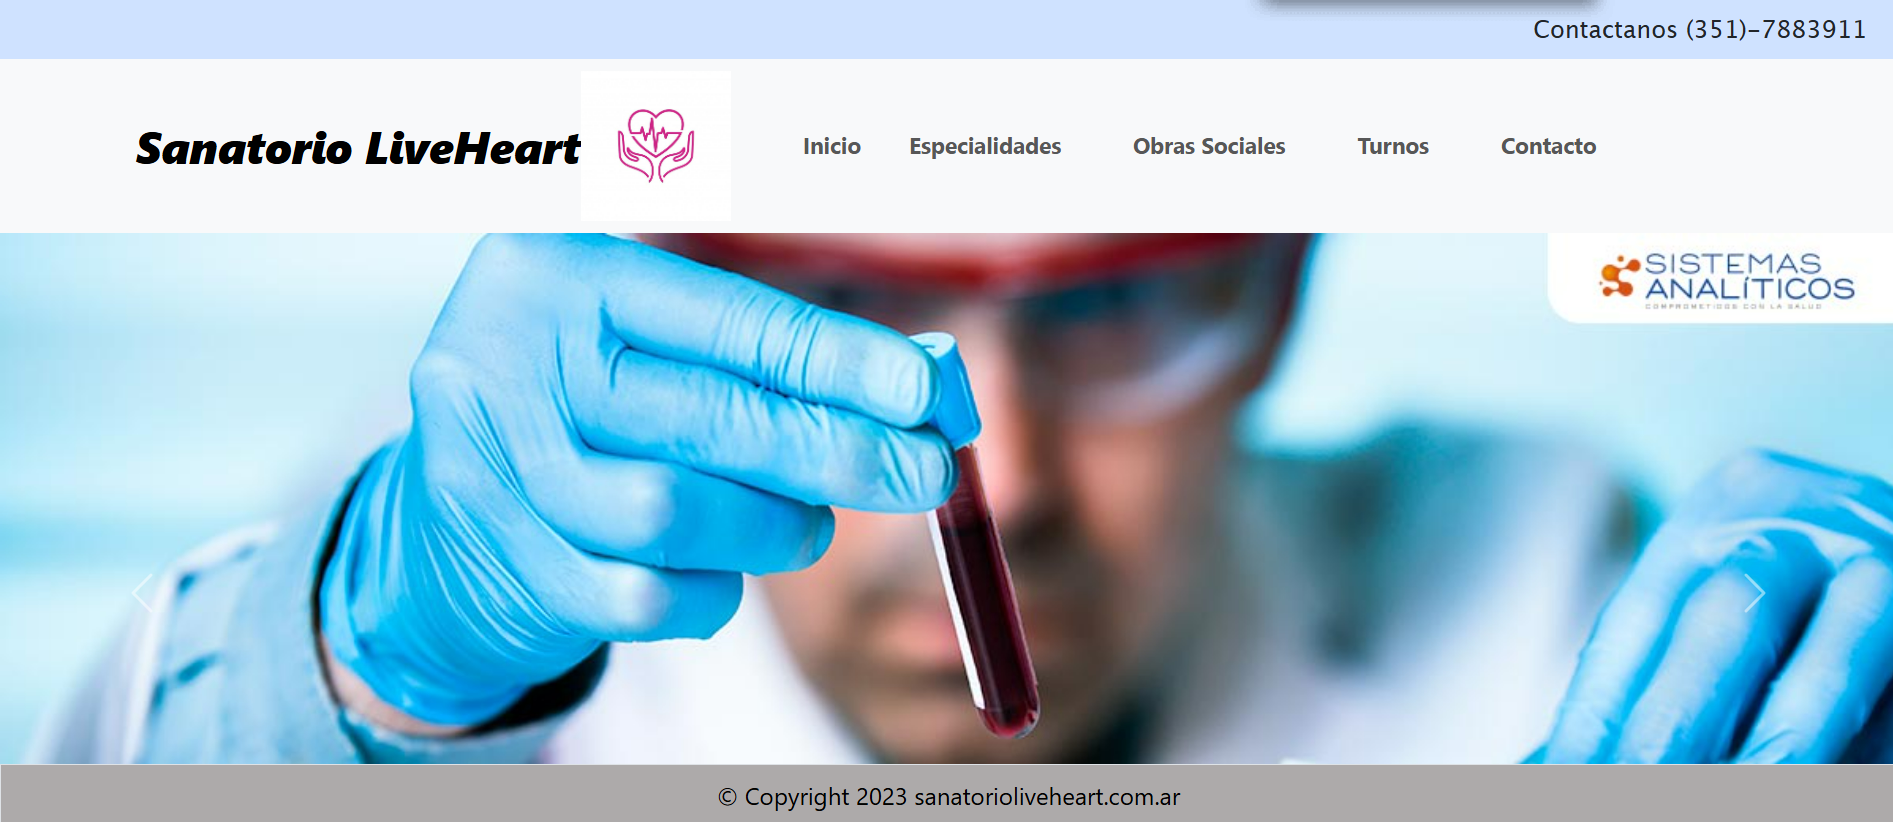 Contactanos (351)-7883911
Sanatorio LiveHeart
Inicio Especialidades Obras Sociales Turnos Contacto
SISTEMAS
ANALÍTICOS
COMPROMETIDOS CON LA SALUD
© Copyright 2023 sanatorioliveheart.com.ar